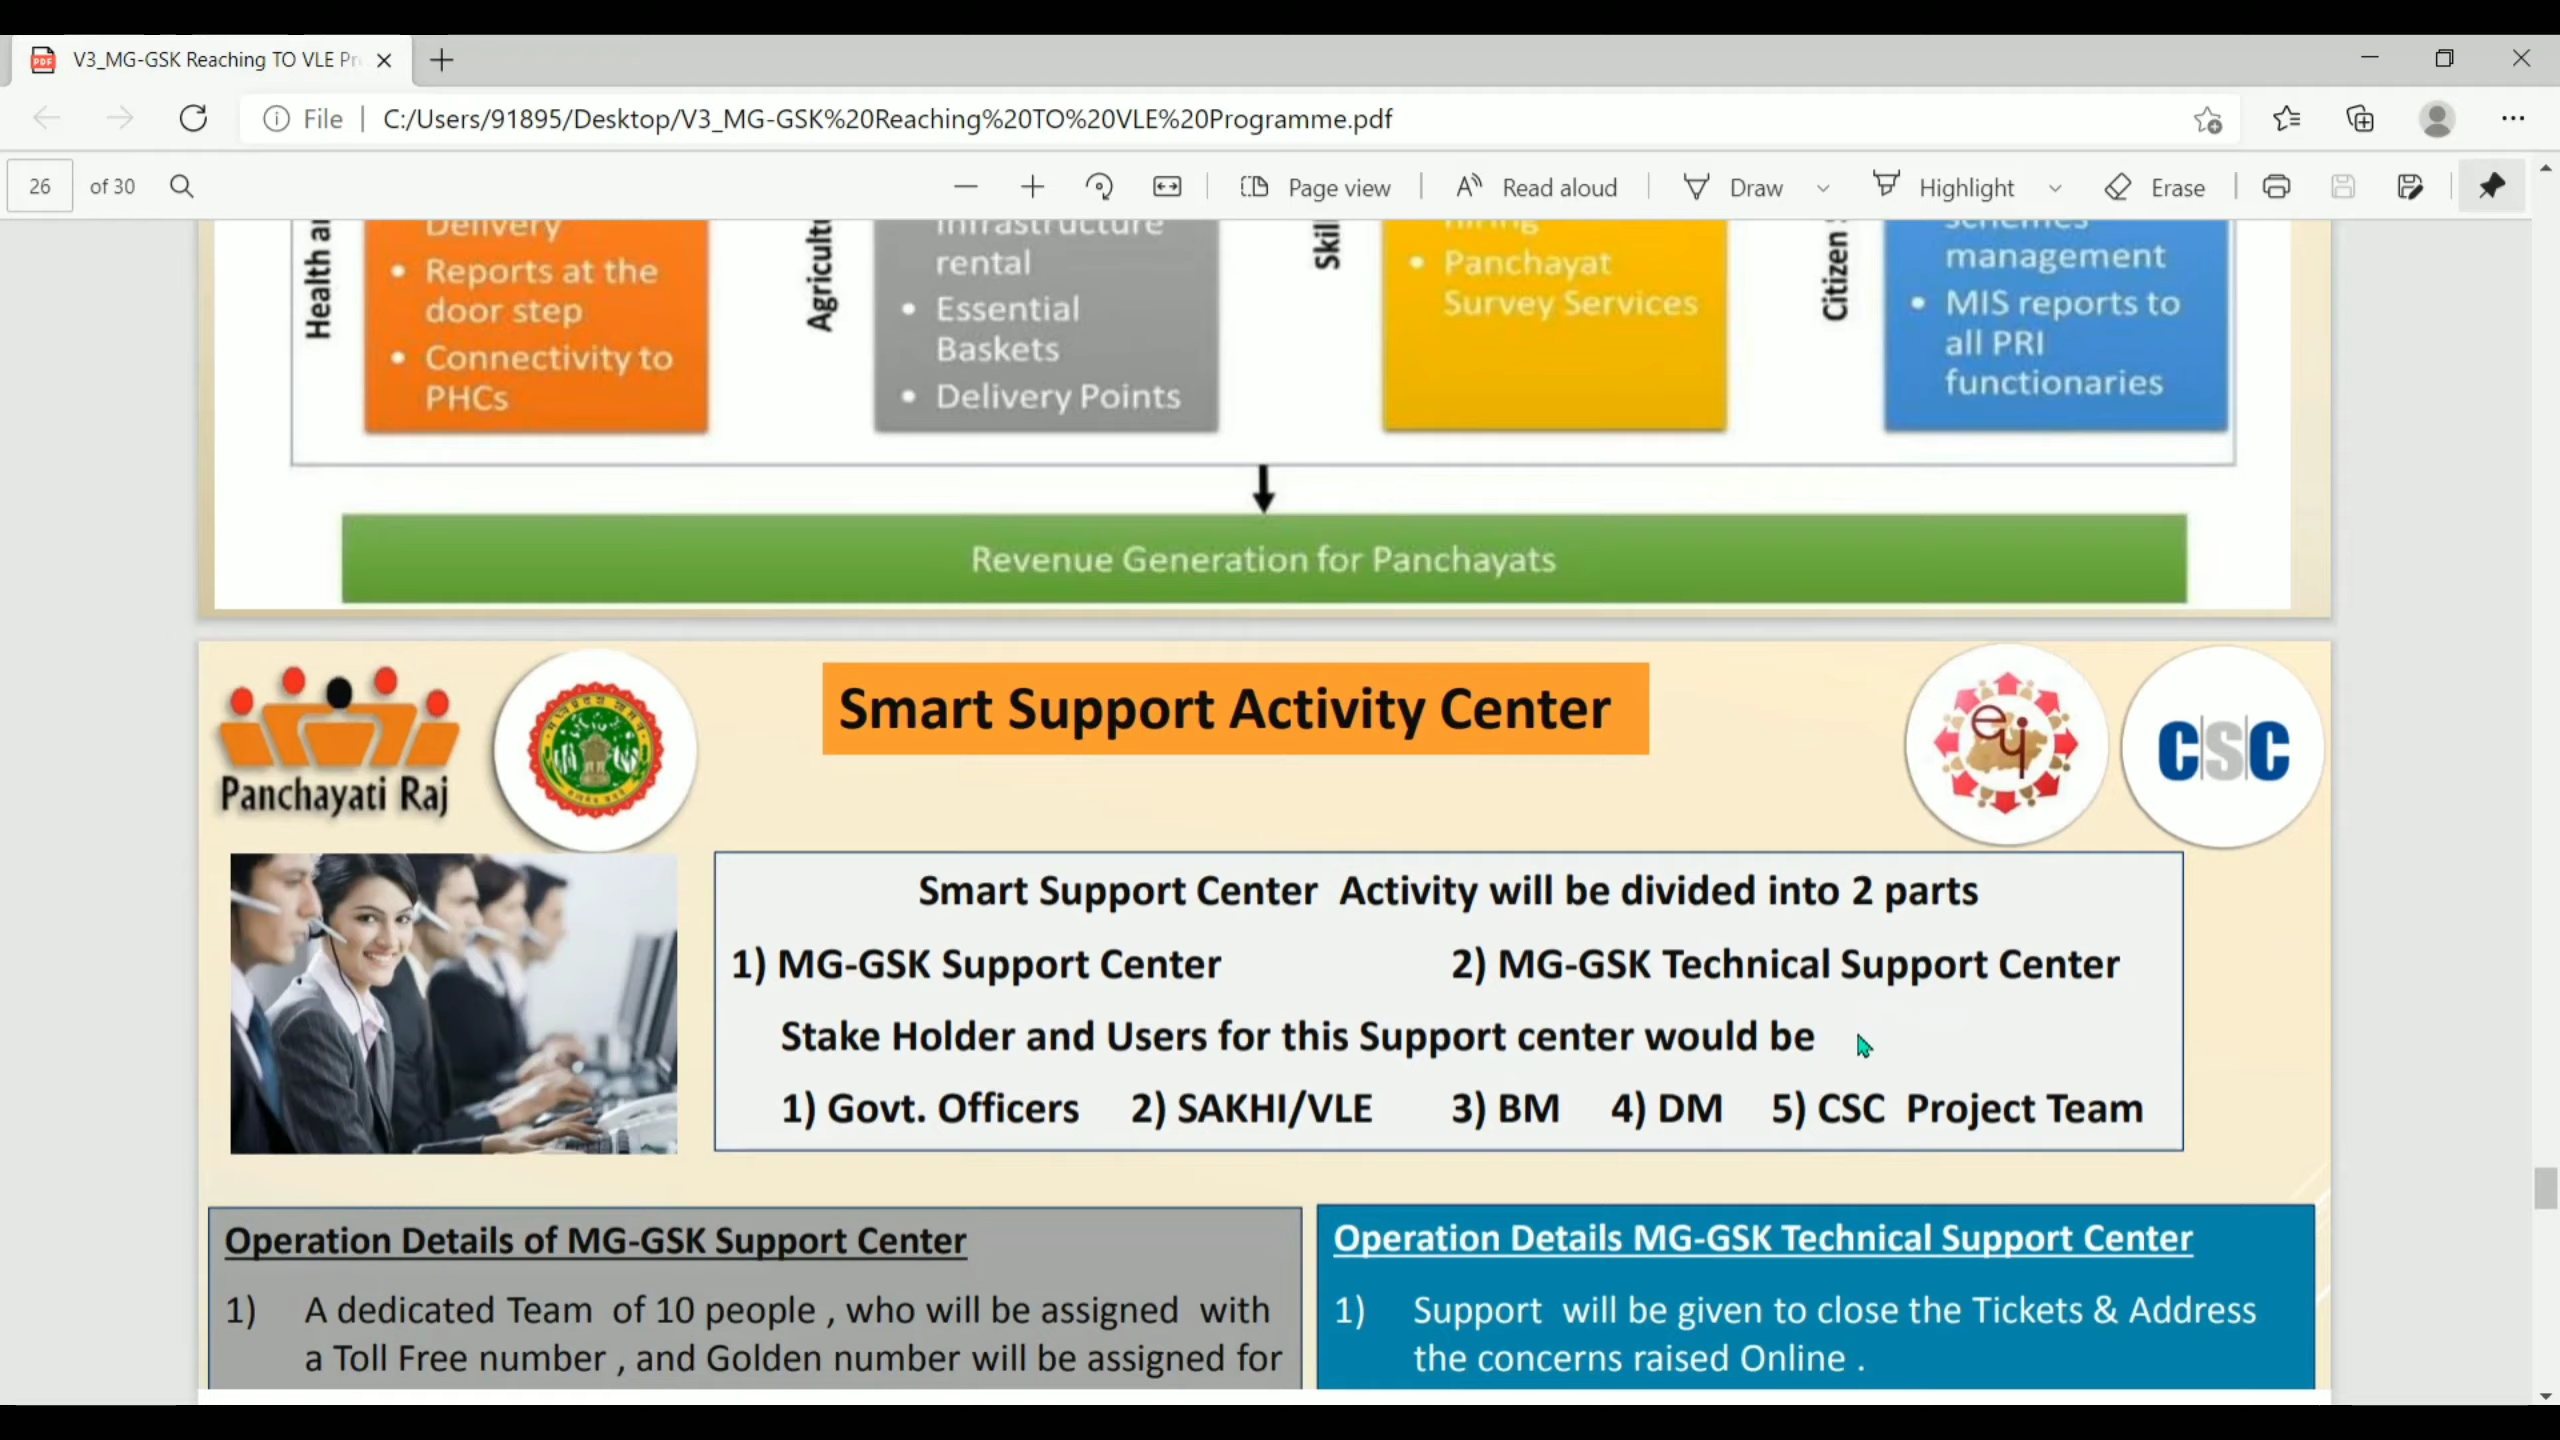 V3_MG-GSK Reaching TO VLE Pr
File
C:/Users/91895/Desktop/V3_MG-GSK%20Reaching%20TO%20VLE%20Programme.pdf
26 of 30
Page view
Read aloud
Draw
Highlight
Erase
Health a
Delivery
• Reports at the
door step
• Connectivity to
PHCs
Agricult
Infrastructure
rental
• Essential
Baskets
• Delivery Points
Skil
hiring
• Panchayat
Survey Services
Citizen
schemes
management
• MIS reports to
all PRI
functionaries
Revenue Generation for Panchayats
Panchayati Raj
Smart Support Activity Center
ey
CSC
Smart Support Center Activity will be divided into 2 parts
1) MG-GSK Support Center 2) MG-GSK Technical Support Center
Stake Holder and Users for this Support center would be
1) Govt. Officers 2) SAKHI/VLE 3) BM 4) DM 5) CSC Project Team
Operation Details of MG-GSK Support Center
1) A dedicated Team of 10 people , who will be assigned with
a Toll Free number , and Golden number will be assigned for
Operation Details MG-GSK Technical Support Center
1) Support will be given to close the Tickets & Address
the concerns raised Online .